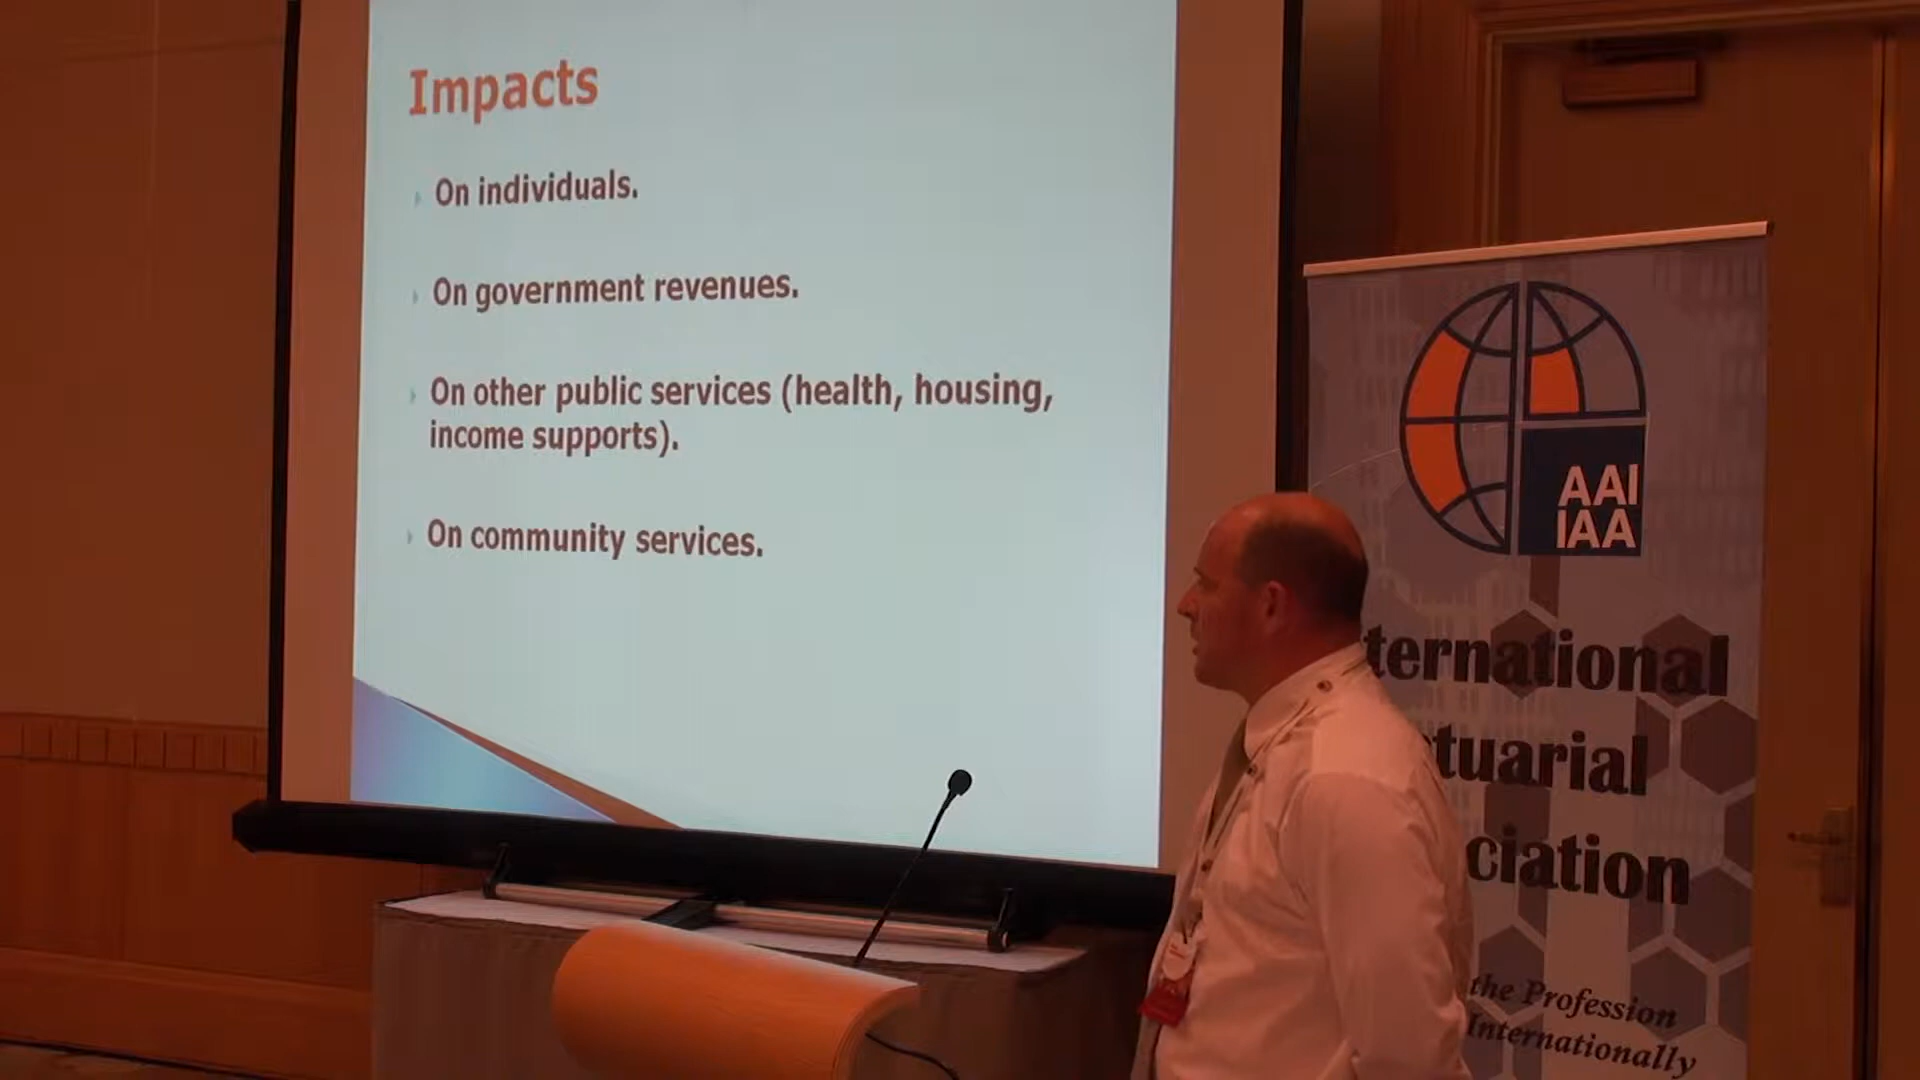 Impacts
On individuals.
On government revenues.
On other public services (health, housing,
income supports).
On community services.
AAI
IAA
ternational
tuarial
ciation
the Profession
Internationally